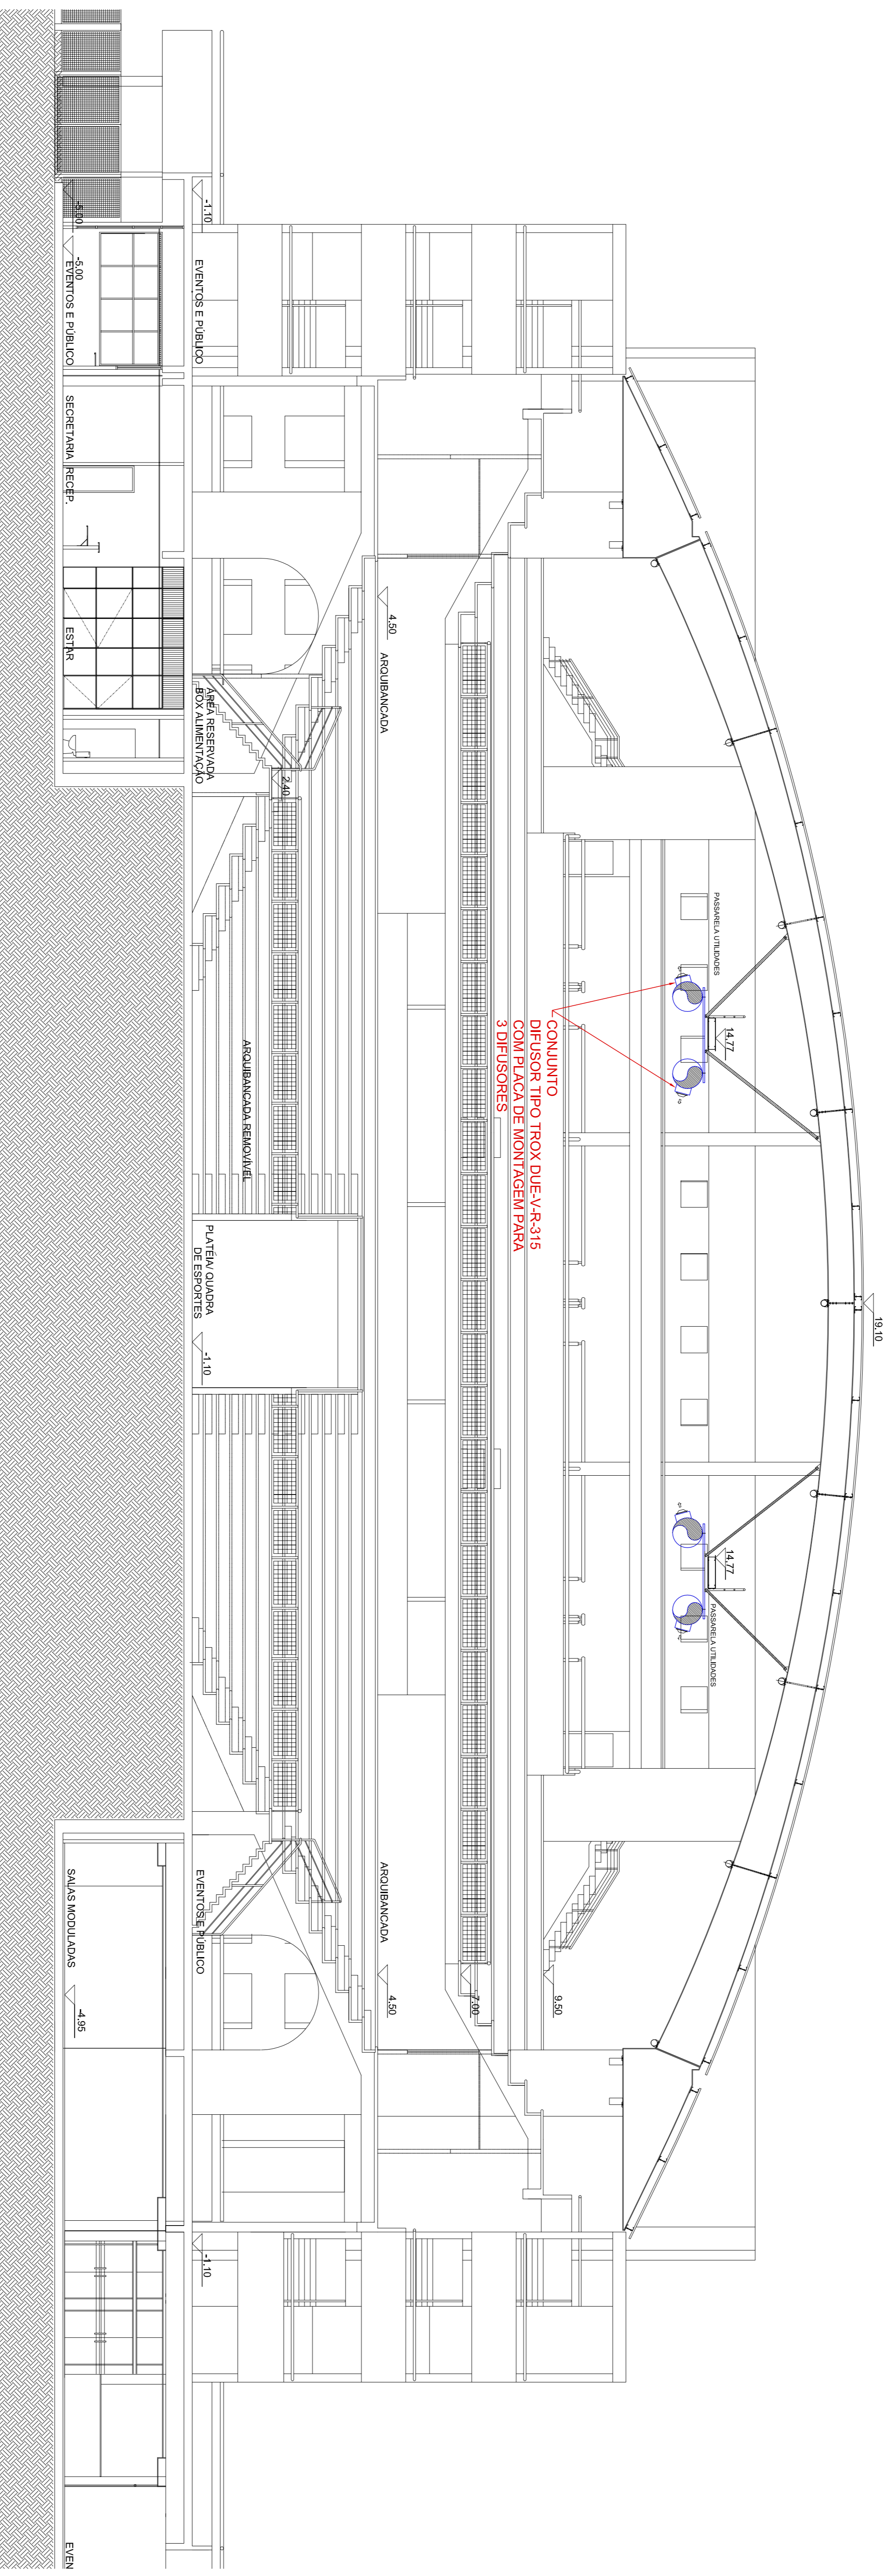 19.10
PASSARELA UTILIDADES
14.77
14.77
PASSARELA UTILIDADES
CONJUNTO
DIFUSOR TIPO TROX DUE-V-R-315
COM PLACA DE MONTAGEM PARA
3 DIFUSORES
9.50
7.00
4.50
ARQUIBANCADA
ARQUIBANCADA
4.50
2.40
ARQUIBANCADA REMOVÍVEL
-1.10
EVENTOS E PÚBLICO
ÁREA RESERVADA
BOX ALIMENTAÇÃO
PLATÉIA/ QUADRA
DE ESPORTES
-1.10
EVENTOS E PÚBLICO
-1.10
-5.00
-5.00
EVENTOS E PÚBLICO
SECRETARIA
RECEP.
ESTAR
SALAS MODULADAS
-4.95
EVEN